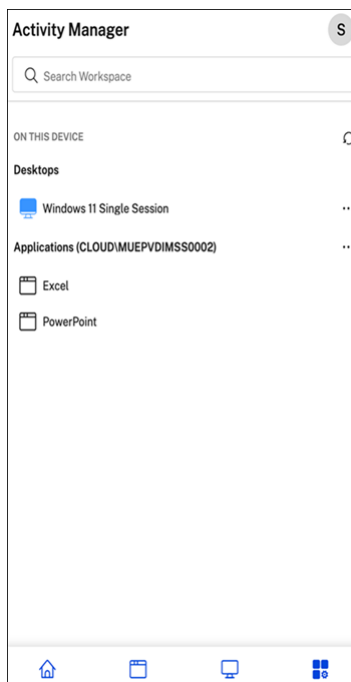 Activity Manager
S
Search Workspace
ON THIS DEVICE
Desktops
Windows 11 Single Session
Applications (CLOUD\MUEPVDIMSS0002)
Excel
PowerPoint